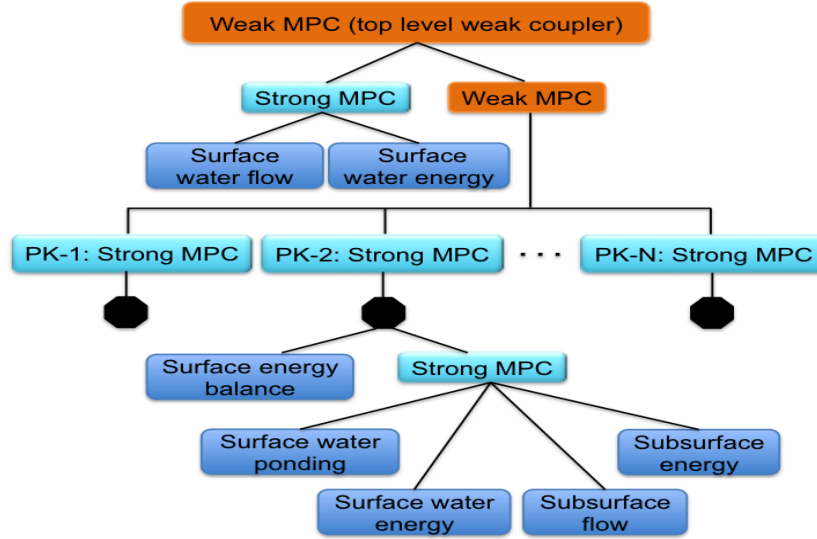 Weak MPC (top level weak coupler)
Strong MPC
Weak MPC
Surface
water flow
Surface
water energy
PK-1: Strong MPC
PK-2: Strong MPC
. . .
PK-N: Strong MPC
Surface energy
balance
Strong MPC
Surface water
ponding
Subsurface
energy
Surface water
energy
Subsurface
flow